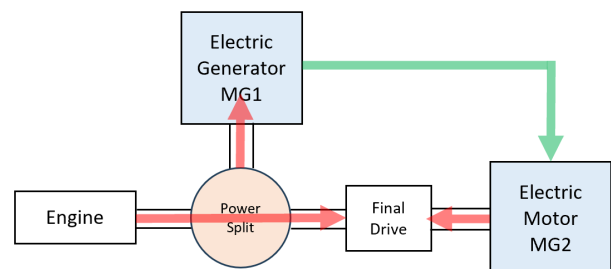 Electric
Generator
MG1
Engine
Power
Split
Final
Drive
Electric
Motor
MG2